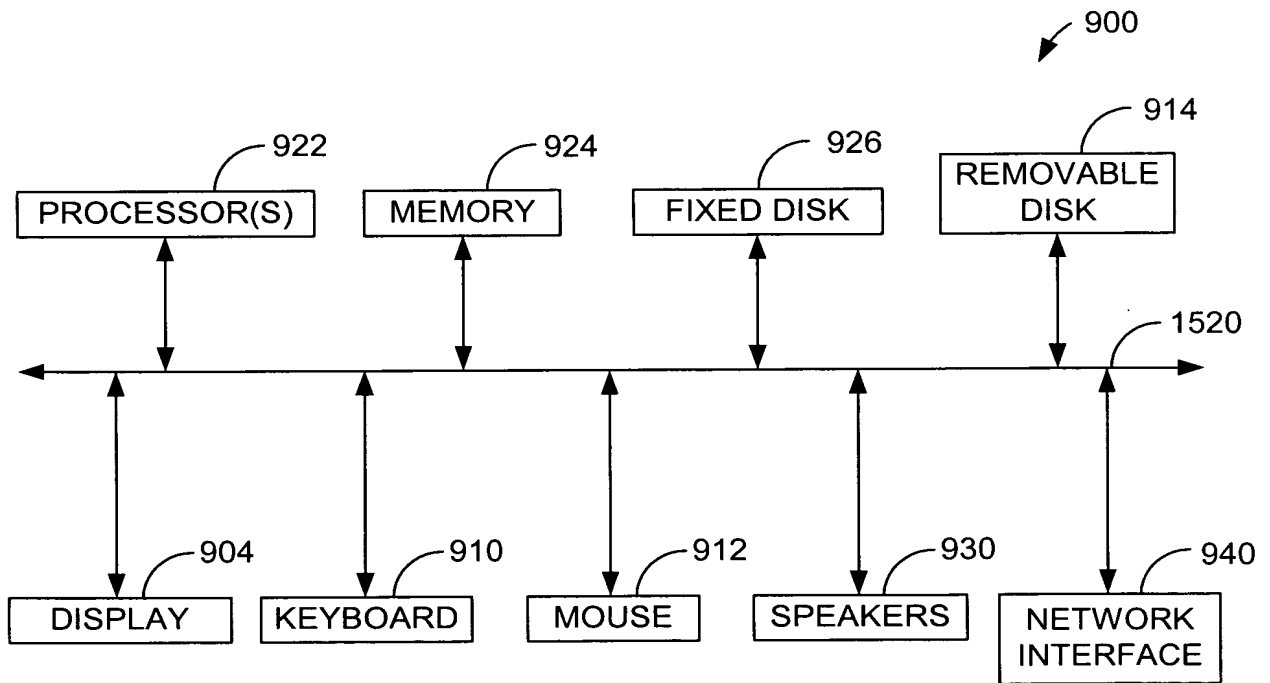 900
922
924
926
914
PROCESSOR(S)
MEMORY
FIXED DISK
REMOVABLE
DISK
1520
904
910
912
930
940
DISPLAY
KEYBOARD
MOUSE
SPEAKERS
NETWORK
INTERFACE